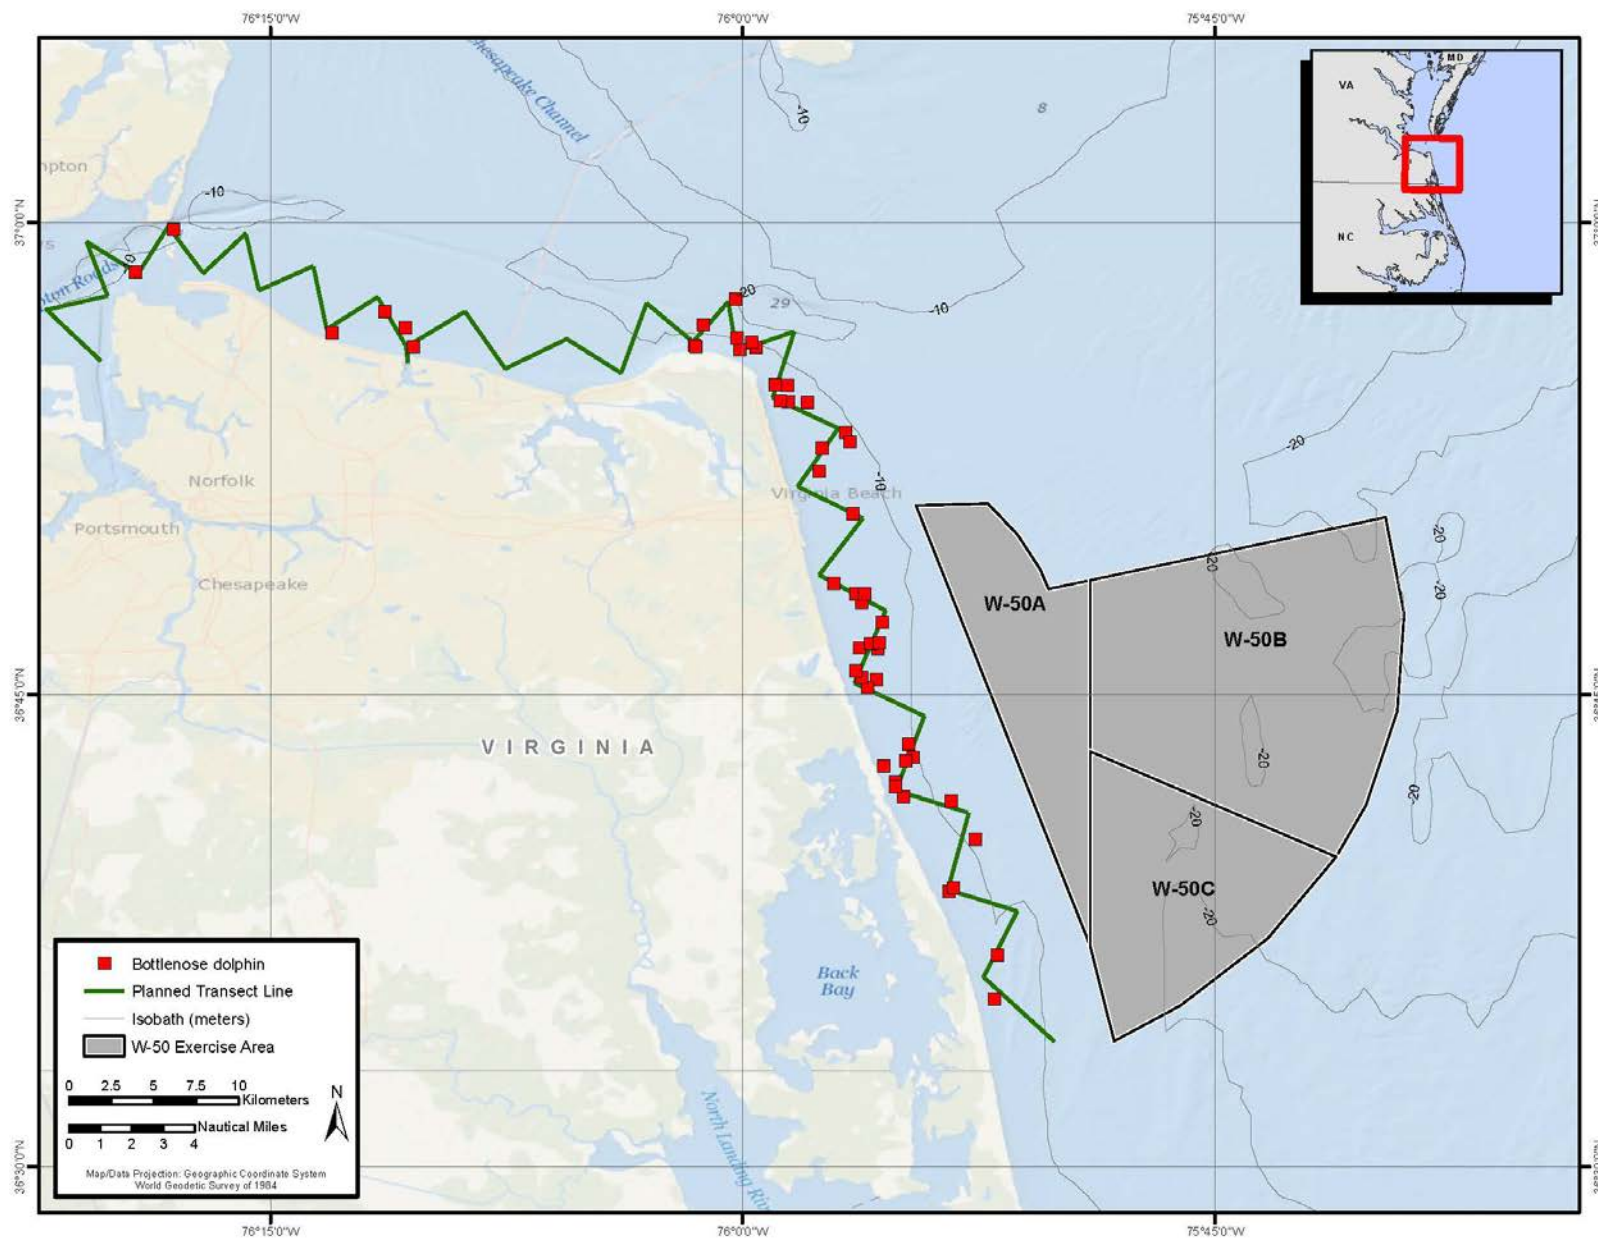 76°15'0"W
76°0'0"W
75°45'0"W
Chesapeake Channel
-10
8
MD
VA
NC
-10
37°0'0"N
-20
29
-10
-20
Norfolk
Virginia Beach
-10
Portsmouth
Chesapeake
-20
-20
-20
W-50A
W-50B
36°45'0"N
36°45'0"N
VIRGINIA
-20
-20
-20
W-50C
-20
Back
Bay
North Landing
Bottlenose dolphin
Planned Transect Line
Isobath (meters)
W-50 Exercise Area
0 2.5 5 7.5 10
Kilometers
N
Nautical Miles
0 1 2 3 4
Map/Data Projection: Geographic Coordinate System
World Geodetic Survey of 1984
36°30'0"N
76°15'0"W
76°0'0"W
75°45'0"W